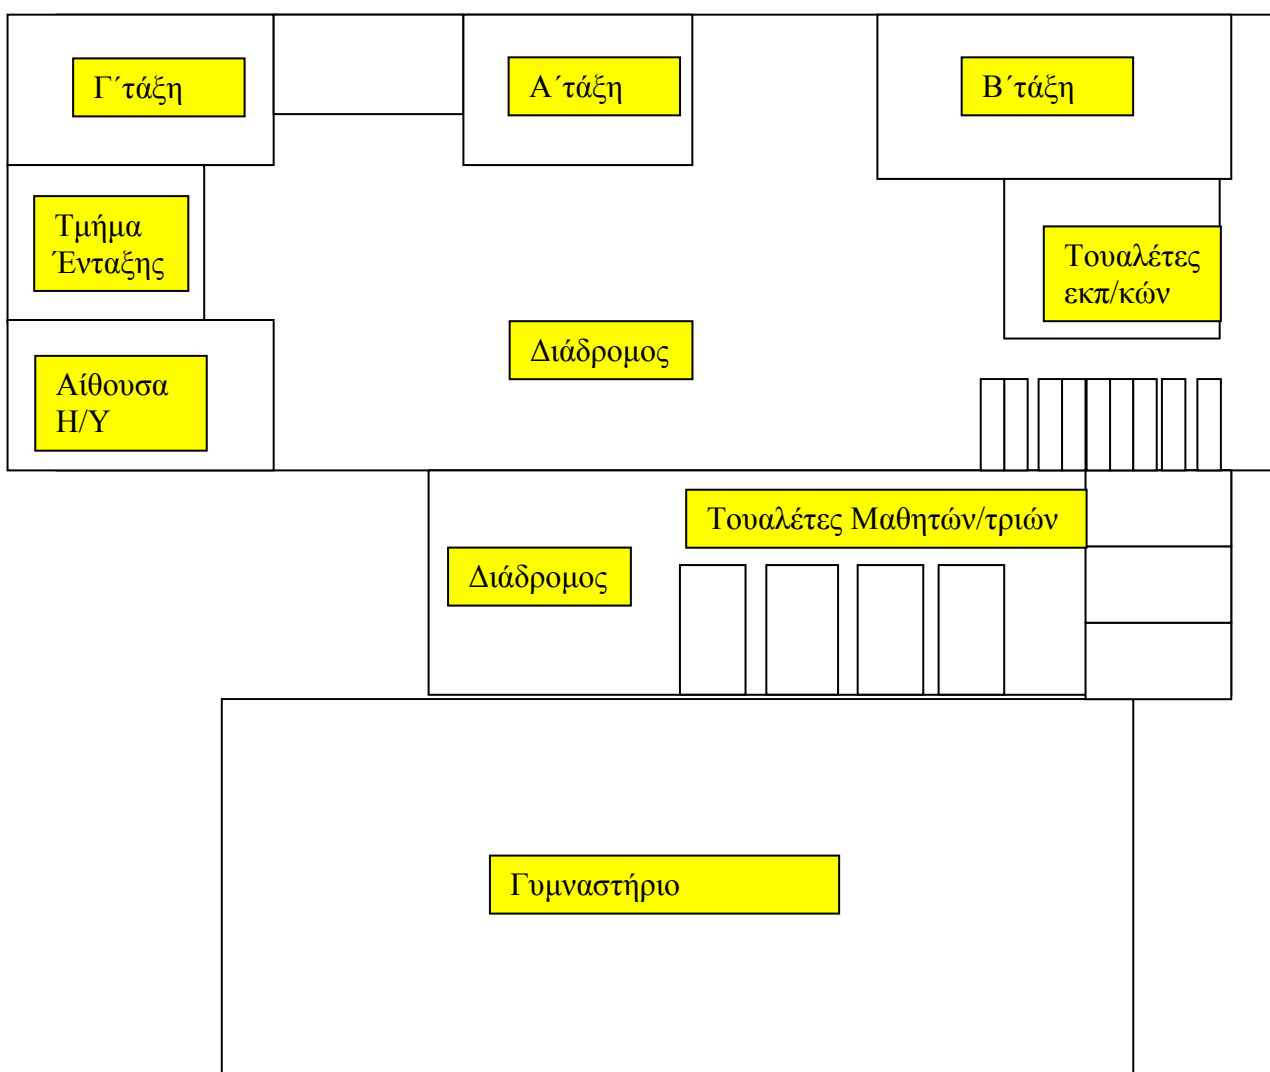 Γ΄τάξη
Α΄τάξη
Β΄τάξη
Τμήμα
Ένταξης
Τουαλέτες
εκπ/κών
Διάδρομος
Αίθουσα
Η/Υ
Τουαλέτες Μαθητών/τριών
Διάδρομος
Γυμναστήριο